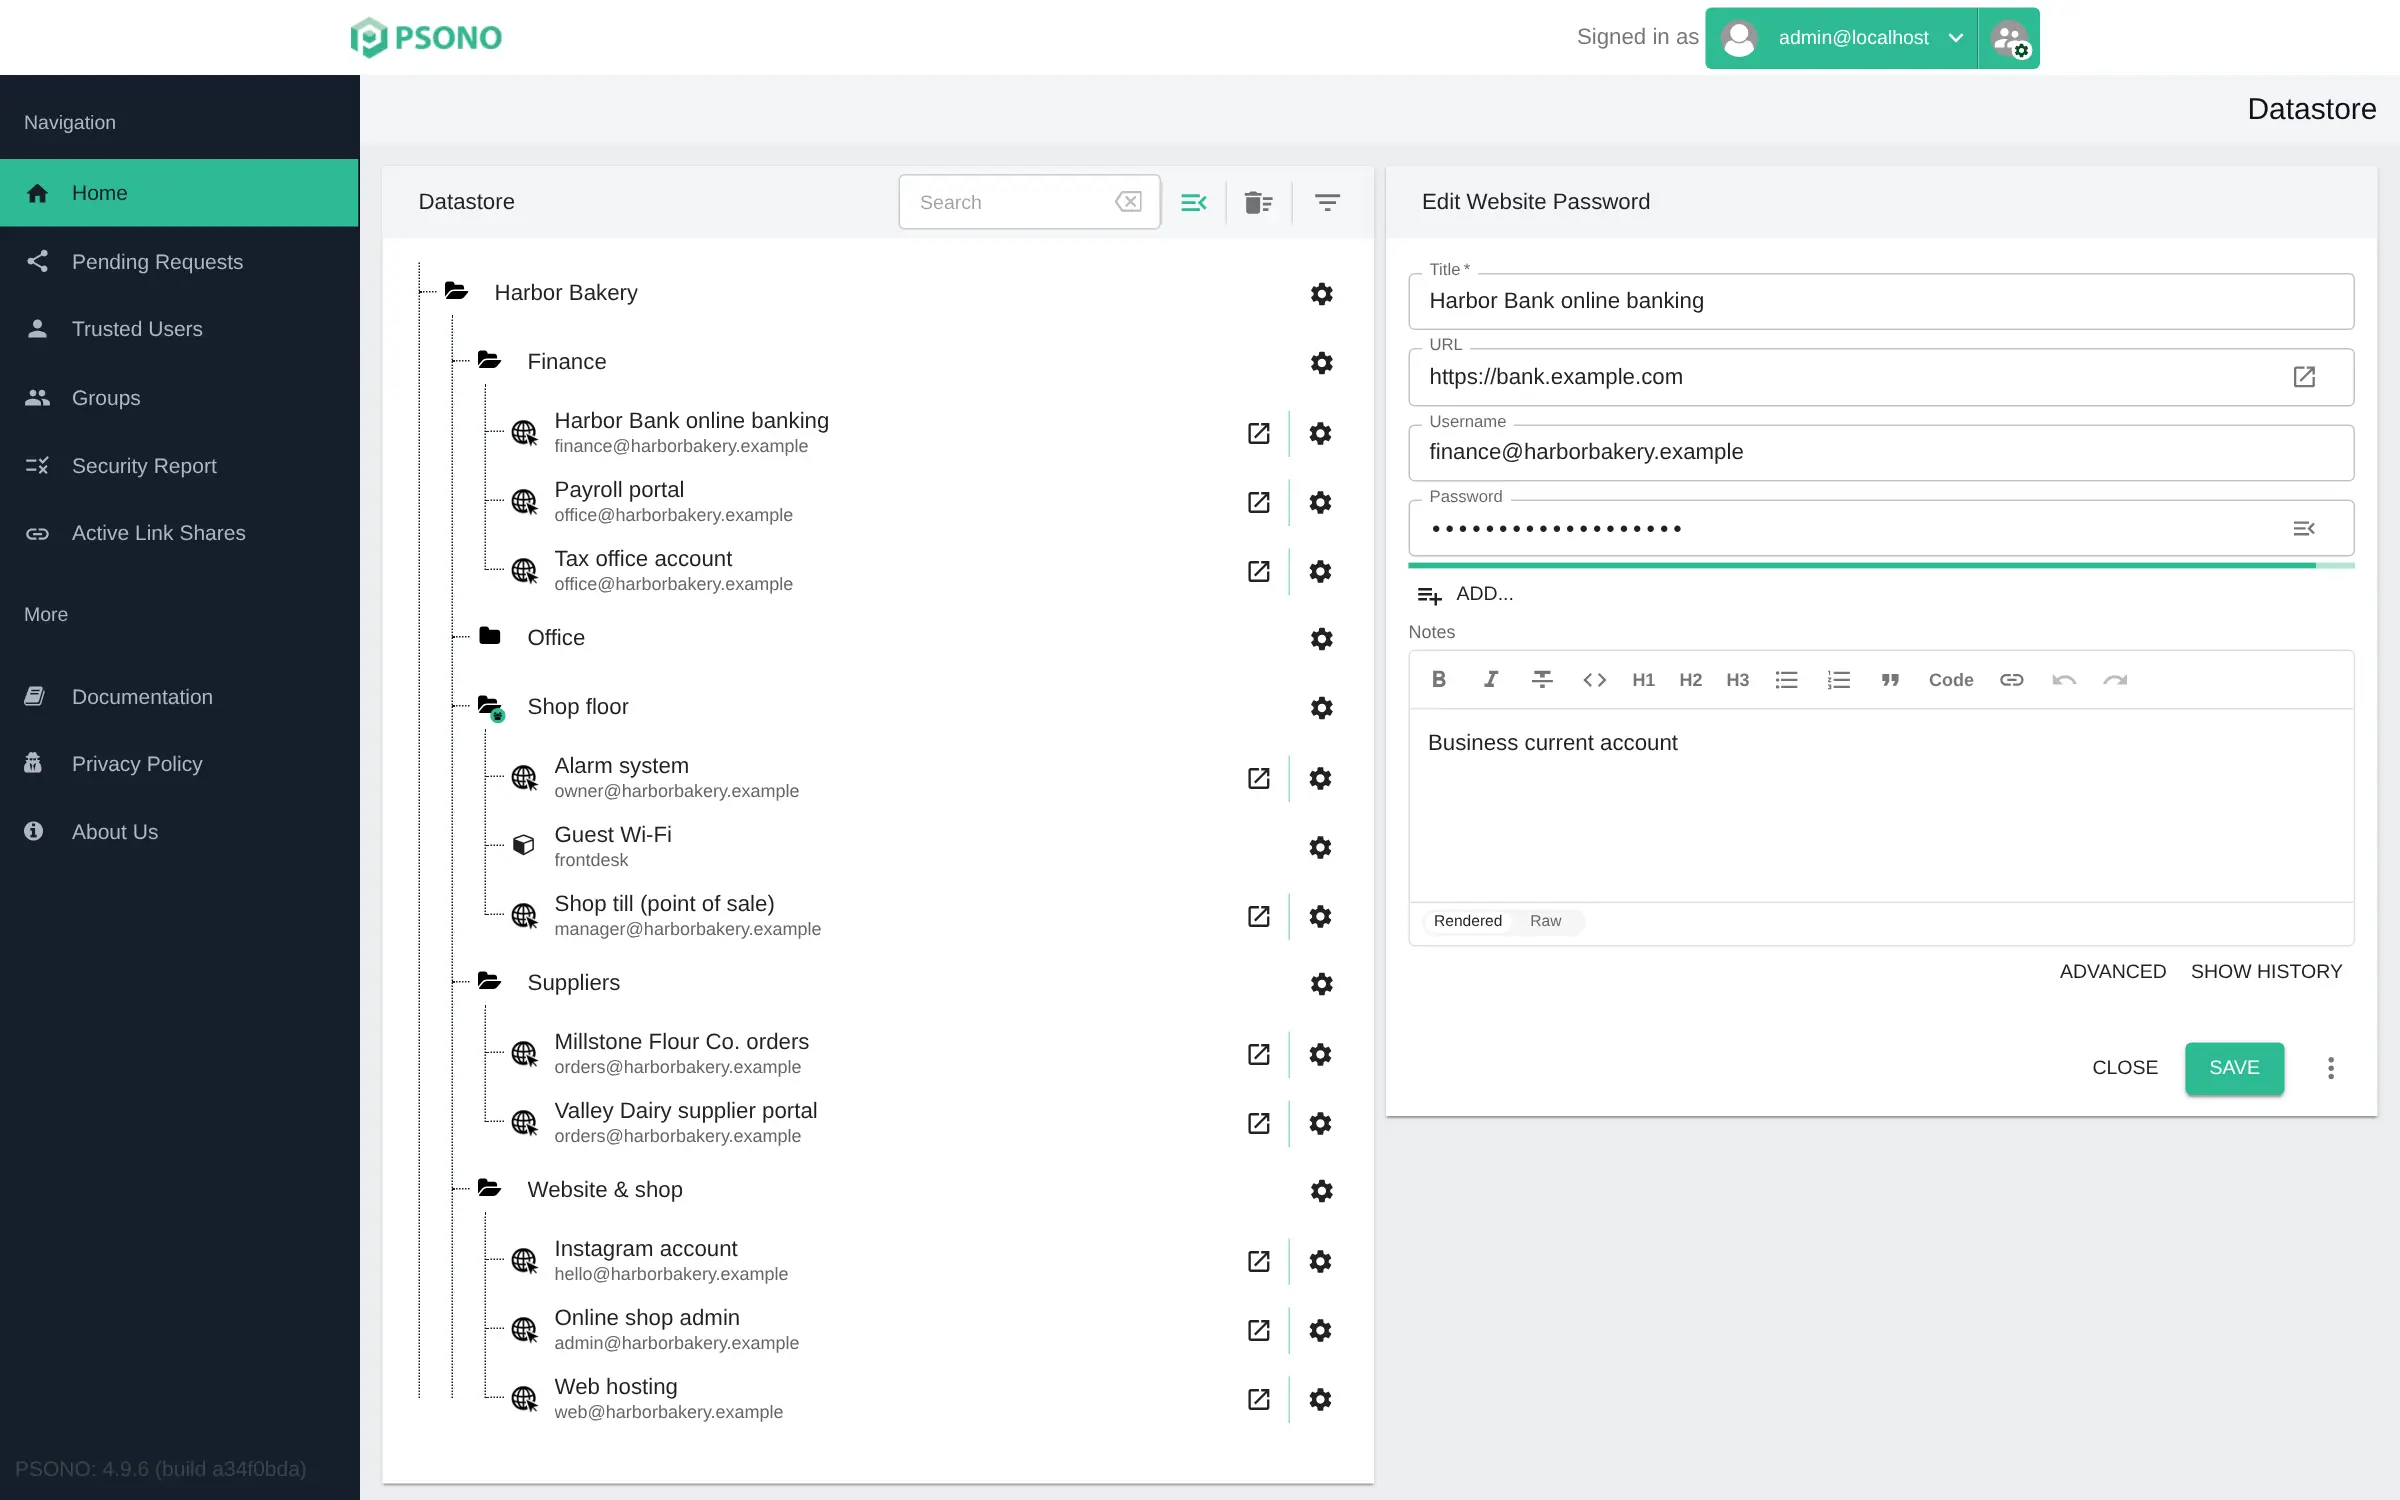 PSONO
Signed in as
admin@localhost
Datastore
Navigation
Home
Pending Requests
Trusted Users
Groups
Security Report
Active Link Shares
More
Documentation
Privacy Policy
About Us
PSONO: 4.9.6 (build a34f0bda)
Datastore
Search
Harbor Bakery
Finance
Harbor Bank online banking
finance@harborbakery.example
Payroll portal
office@harborbakery.example
Tax office account
office@harborbakery.example
Office
Shop floor
Alarm system
owner@harborbakery.example
Guest Wi-Fi
frontdesk
Shop till (point of sale)
manager@harborbakery.example
Suppliers
Millstone Flour Co. orders
orders@harborbakery.example
Valley Dairy supplier portal
orders@harborbakery.example
Website & shop
Instagram account
hello@harborbakery.example
Online shop admin
admin@harborbakery.example
Web hosting
web@harborbakery.example
Edit Website Password
Title *
Harbor Bank online banking
URL
https://bank.example.com
Username
finance@harborbakery.example
Password
•••••••••••••••••••
ADD...
Notes
B I H1 H2 H3 Code
Business current account
Rendered Raw
ADVANCED SHOW HISTORY
CLOSE SAVE